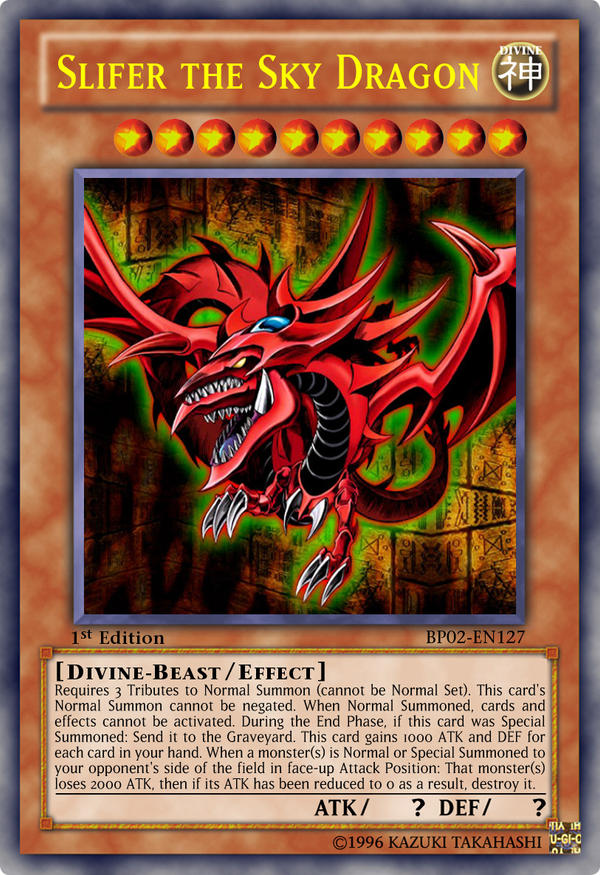 Slifer the Sky Dragon
DIVINE
神
1st Edition
BP02-EN127
[Divine-Beast/Effect]
Requires 3 Tributes to Normal Summon (cannot be Normal Set). This card's
Normal Summon cannot be negated. When Normal Summoned, cards and
effects cannot be activated. During the End Phase, if this card was Special
Summoned: Send it to the Graveyard. This card gains 1000 ATK and DEF for
each card in your hand. When a monster(s) is Normal or Special Summoned to
your opponent's side of the field in face-up Attack Position: That monster(s)
loses 2000 ATK, then if its ATK has been reduced to 0 as a result, destroy it.
ATK/ ? DEF/ ?
©1996 KAZUKI TAKAHASHI